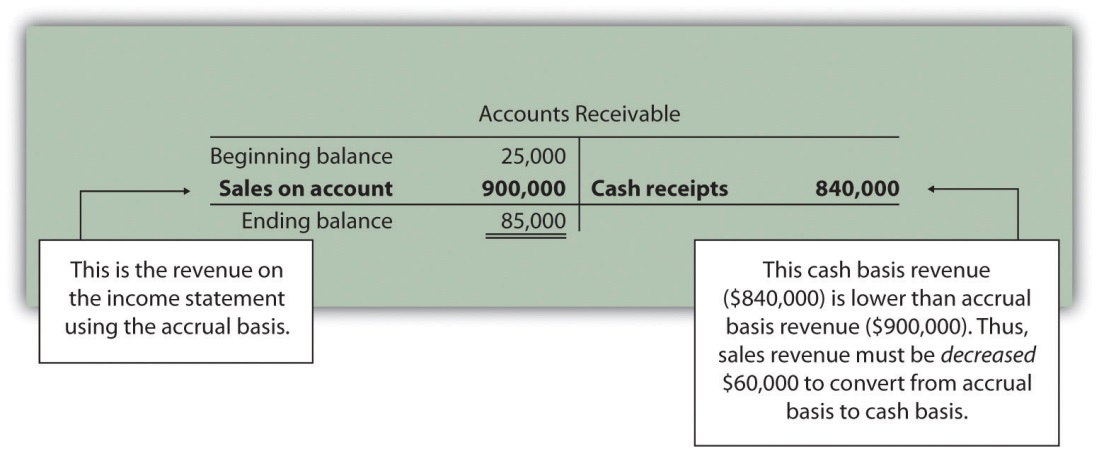 Accounts Receivable
Beginning balance 25,000
Sales on account 900,000 Cash receipts 840,000
Ending balance 85,000
This is the revenue on
the income statement
using the accrual basis.
This cash basis revenue
($840,000) is lower than accrual
basis revenue ($900,000). Thus,
sales revenue must be decreased
$60,000 to convert from accrual
basis to cash basis.